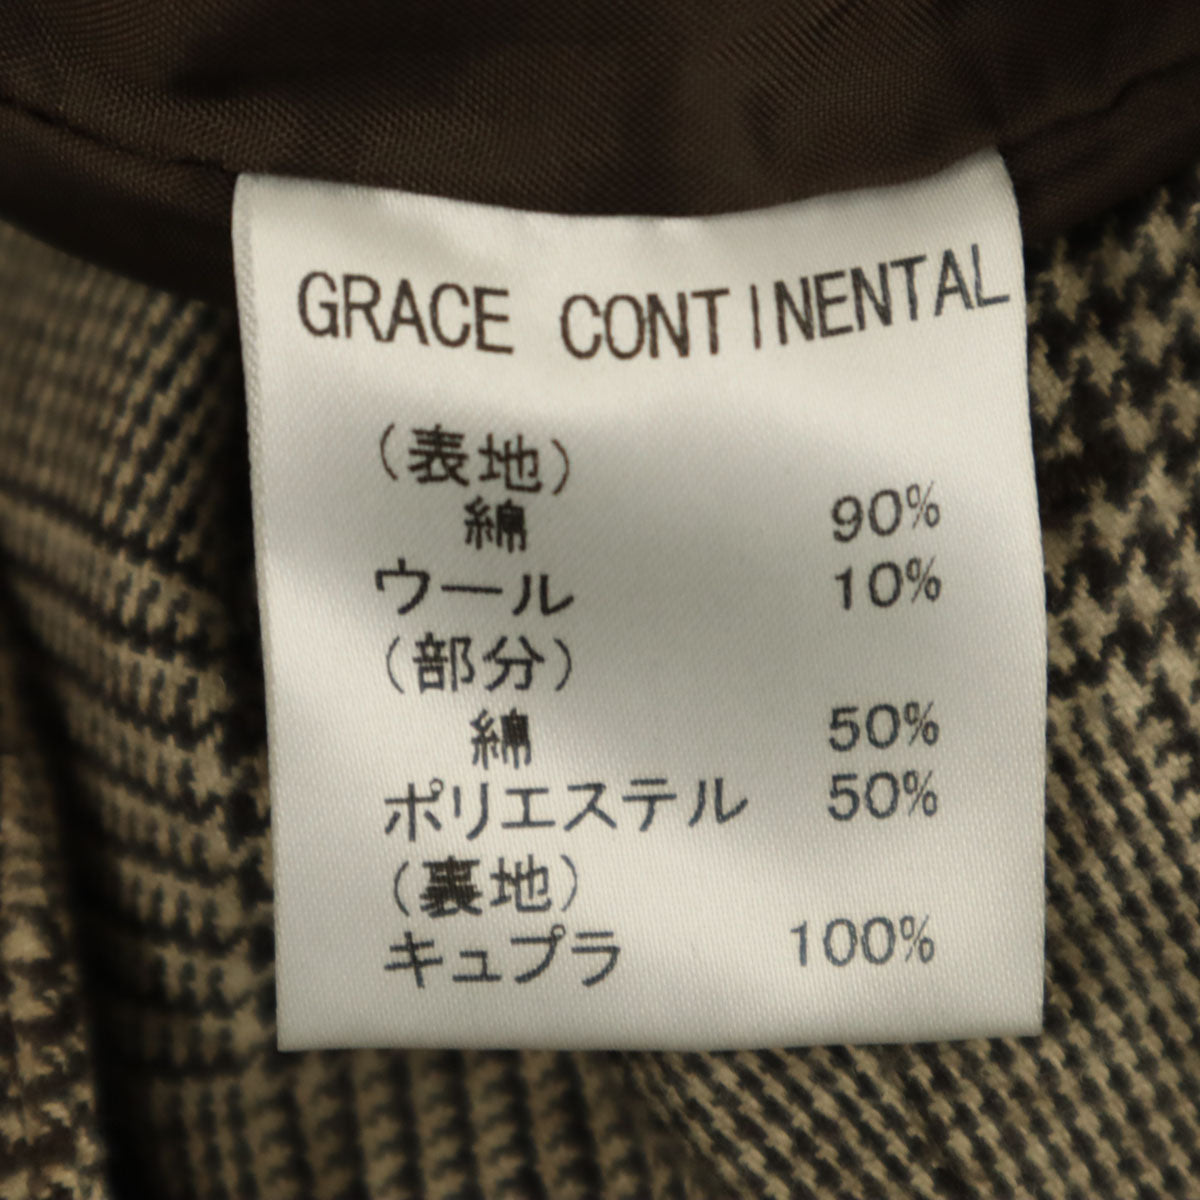 GRACE CONTINENTAL
(表地)
綿 90%
ウール 10%
(部分)
綿 50%
ポリエステル 50%
(裏地)
キュプラ 100%